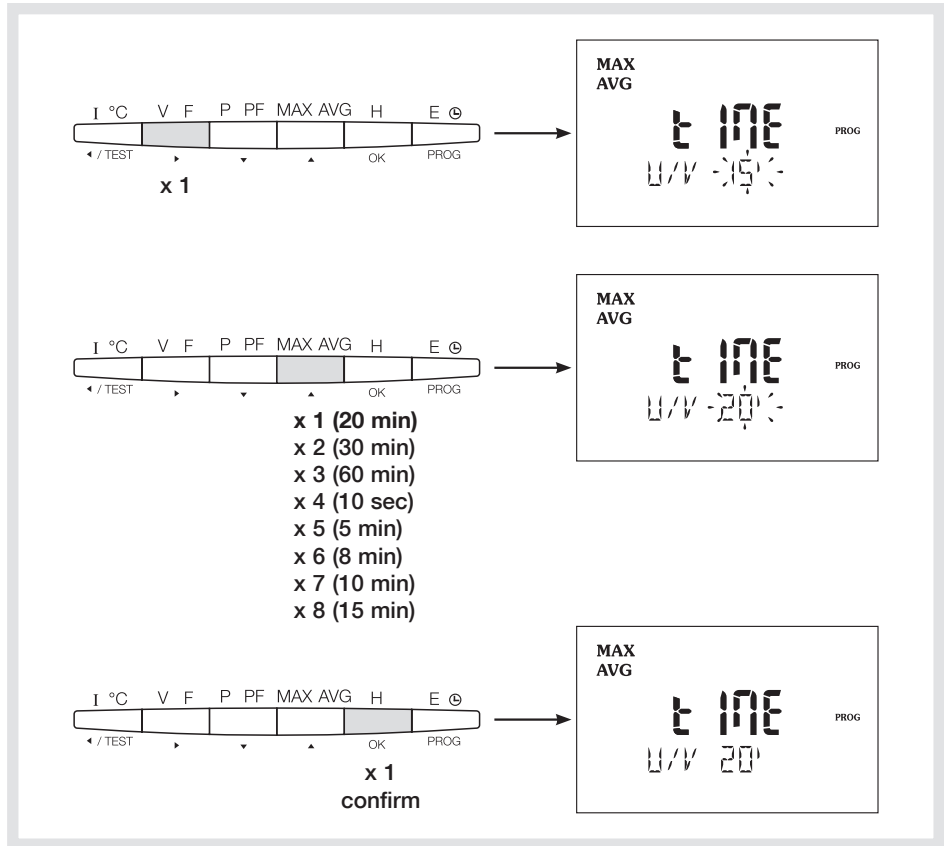 MAX
AVG
I °C V F P PF MAX AVG H E
t IME PROG
/ TEST OK PROG
U/V 15'
x 1
MAX
AVG
I °C V F P PF MAX AVG H E
t IME PROG
/ TEST OK PROG
U/V 20'
x 1 (20 min)
x 2 (30 min)
x 3 (60 min)
x 4 (10 sec)
x 5 (5 min)
x 6 (8 min)
x 7 (10 min)
x 8 (15 min)
MAX
AVG
I °C V F P PF MAX AVG H E
t IME PROG
/ TEST OK PROG
U/V 20'
x 1
confirm